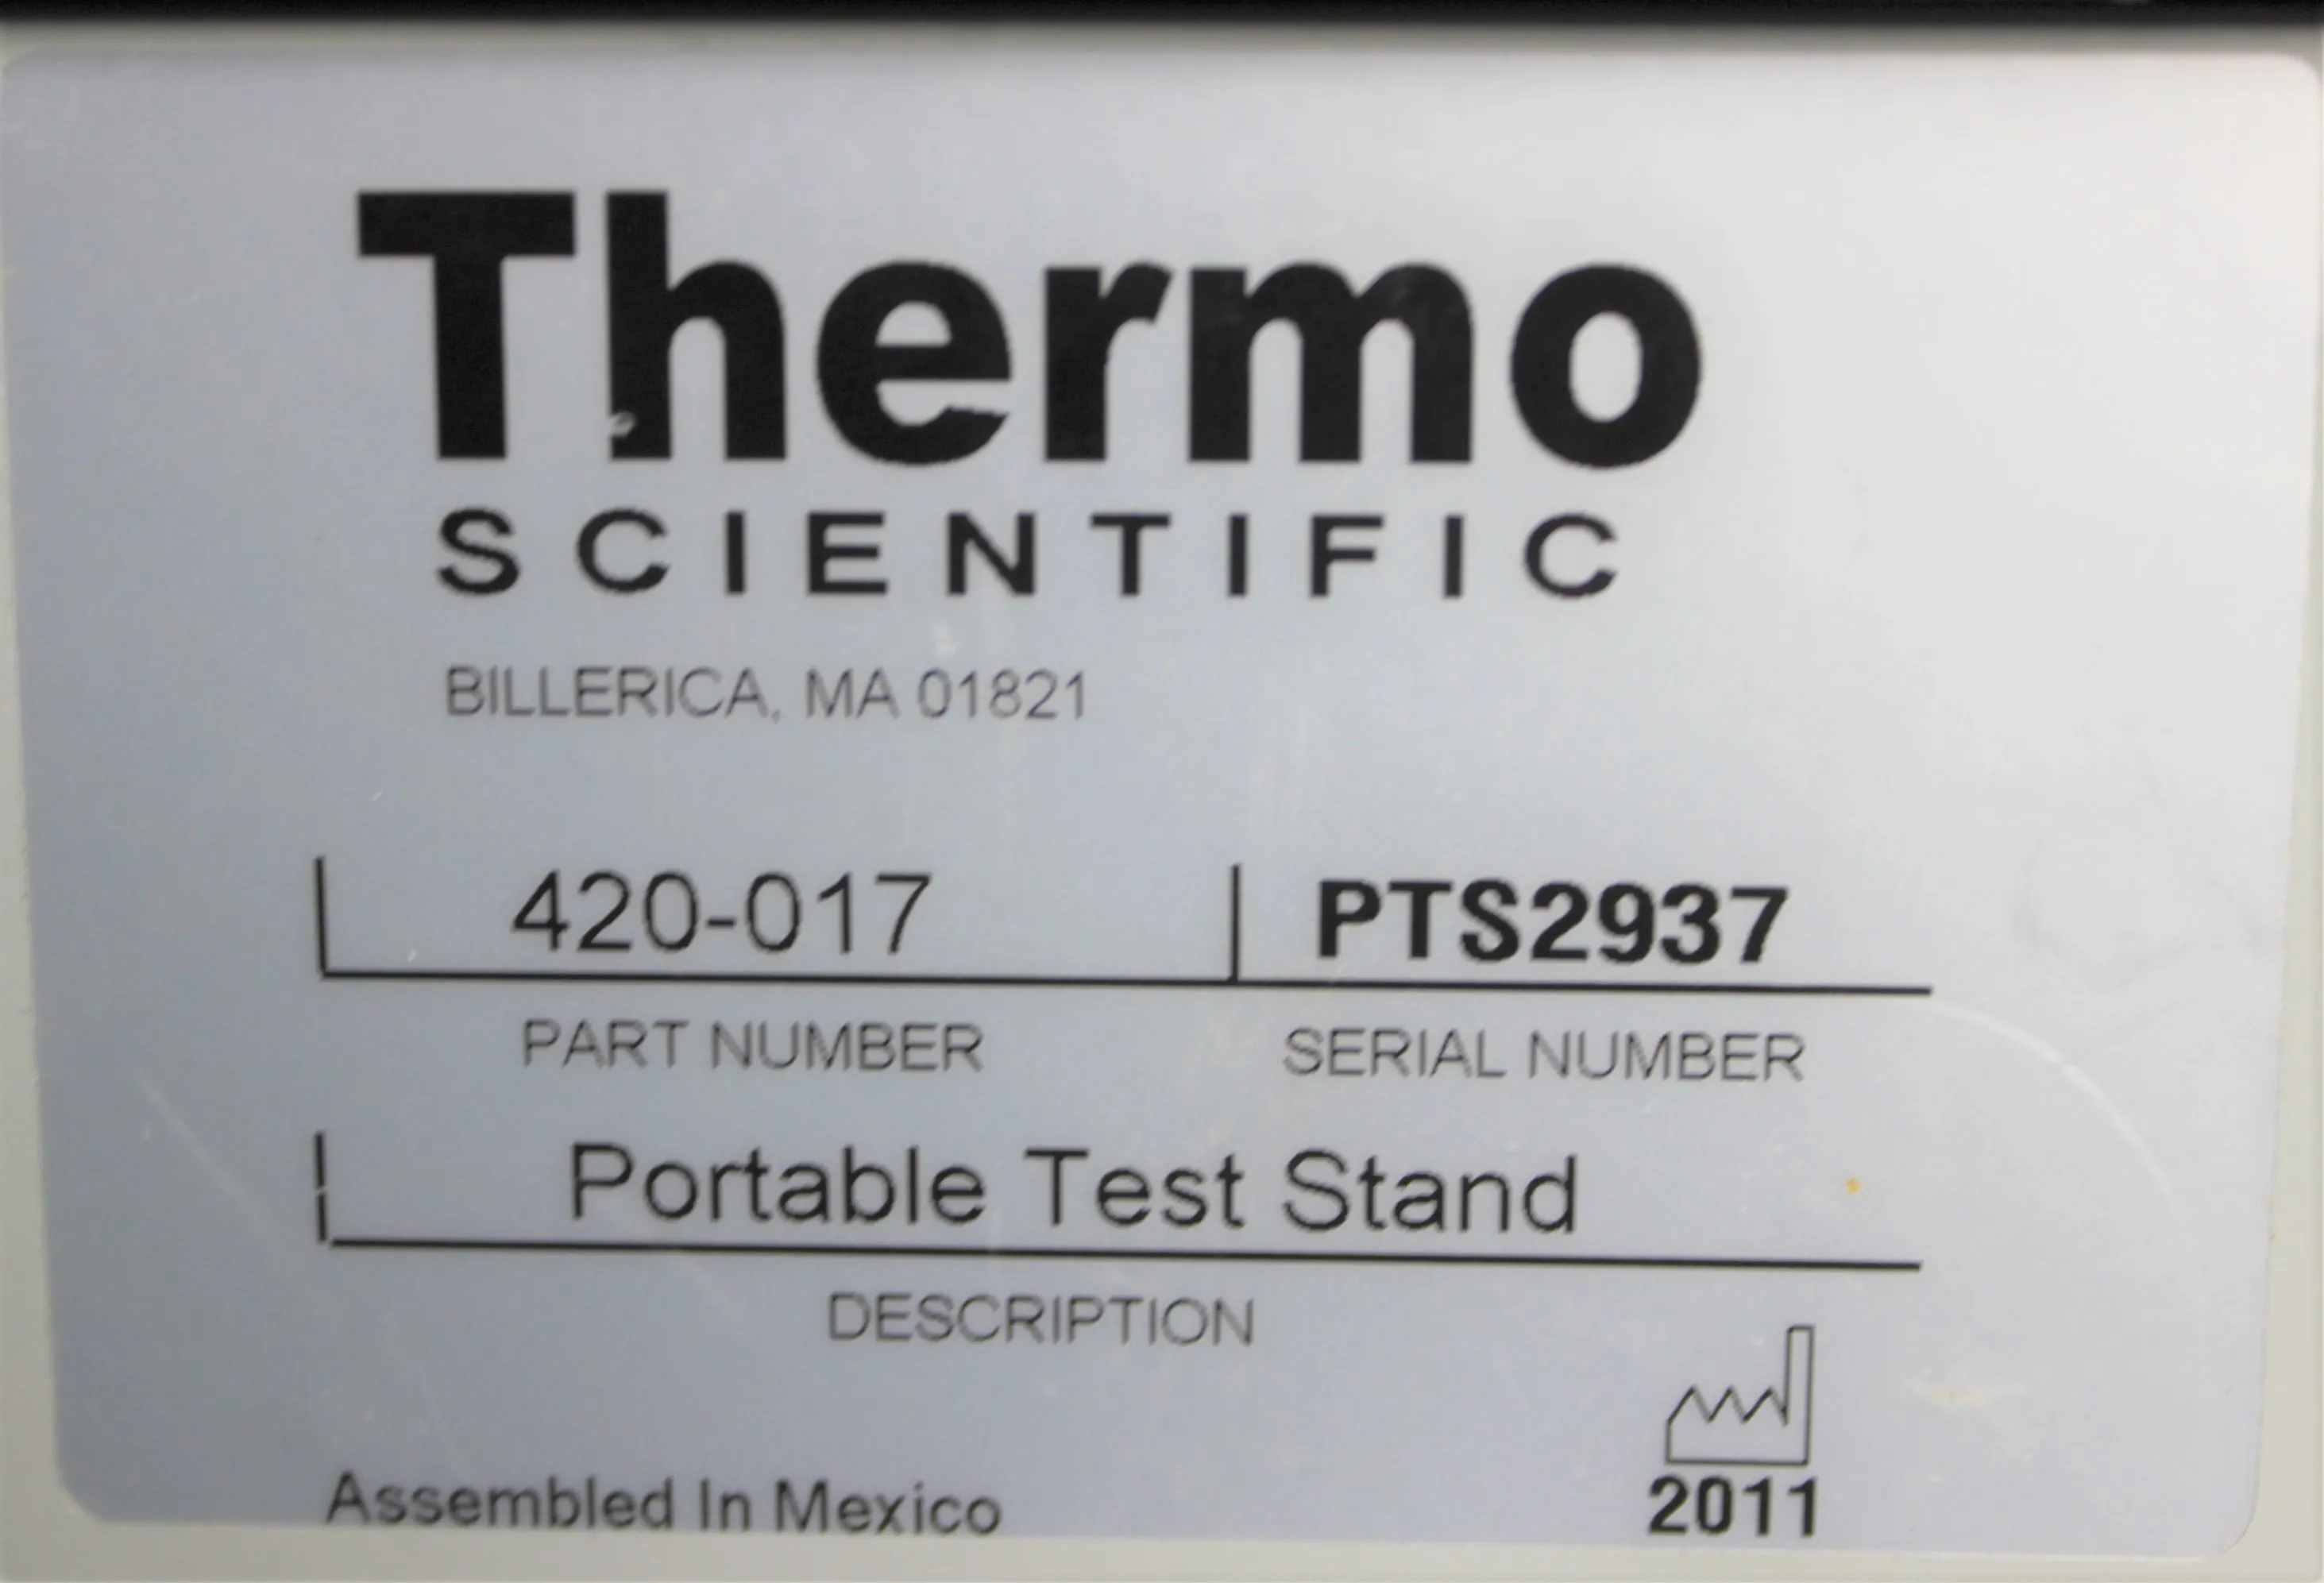 Thermo
SCIENTIFIC
BILLERICA, MA 01821
420-017 PTS2937
PART NUMBER SERIAL NUMBER
Portable Test Stand
DESCRIPTION
Assembled In Mexico 2011